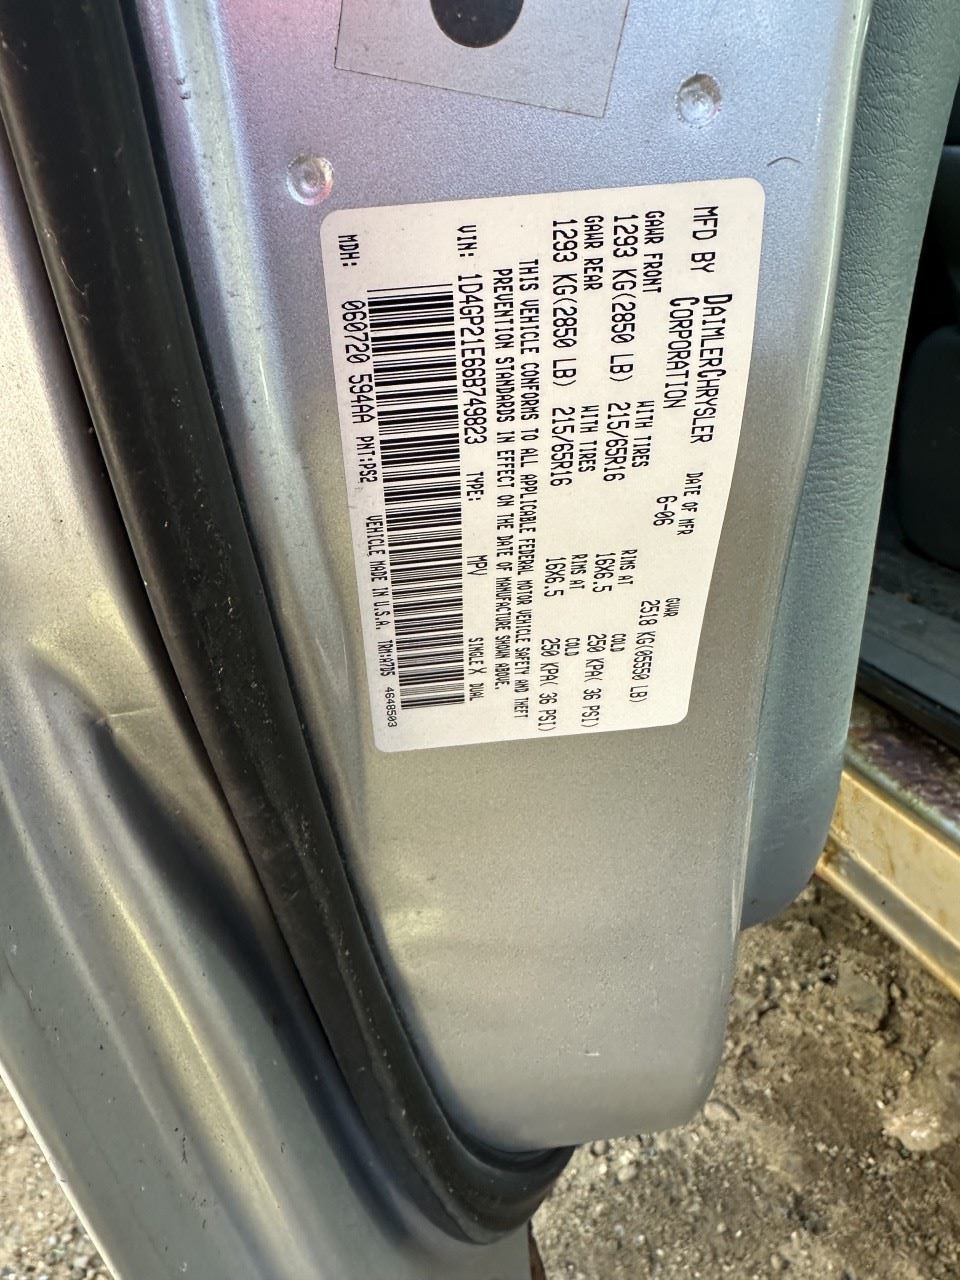 MFD BY DAIMLERCHRYSLER CORPORATION DATE OF MFR 6-06 GVWR 2518 KG(05550 LB)
GAWR FRONT WITH TIRES RIMS AT COLD
1293 KG(2850 LB) 215/65R16 16X6.5 250 KPA( 36 PSI)
GAWR REAR WITH TIRES RIMS AT COLD
1293 KG(2850 LB) 215/65R16 16X6.5 250 KPA( 36 PSI)
THIS VEHICLE CONFORMS TO ALL APPLICABLE FEDERAL MOTOR VEHICLE SAFETY AND THEFT
PREVENTION STANDARDS IN EFFECT ON THE DATE OF MANUFACTURE SHOWN ABOVE.
VIN: 1D4GP21E66B749823 TYPE: MPV SINGLE X DUAL
MDH: 060720 594AA PNT:PS2 VEHICLE MADE IN U.S.A. TRM:A7D5 4648503